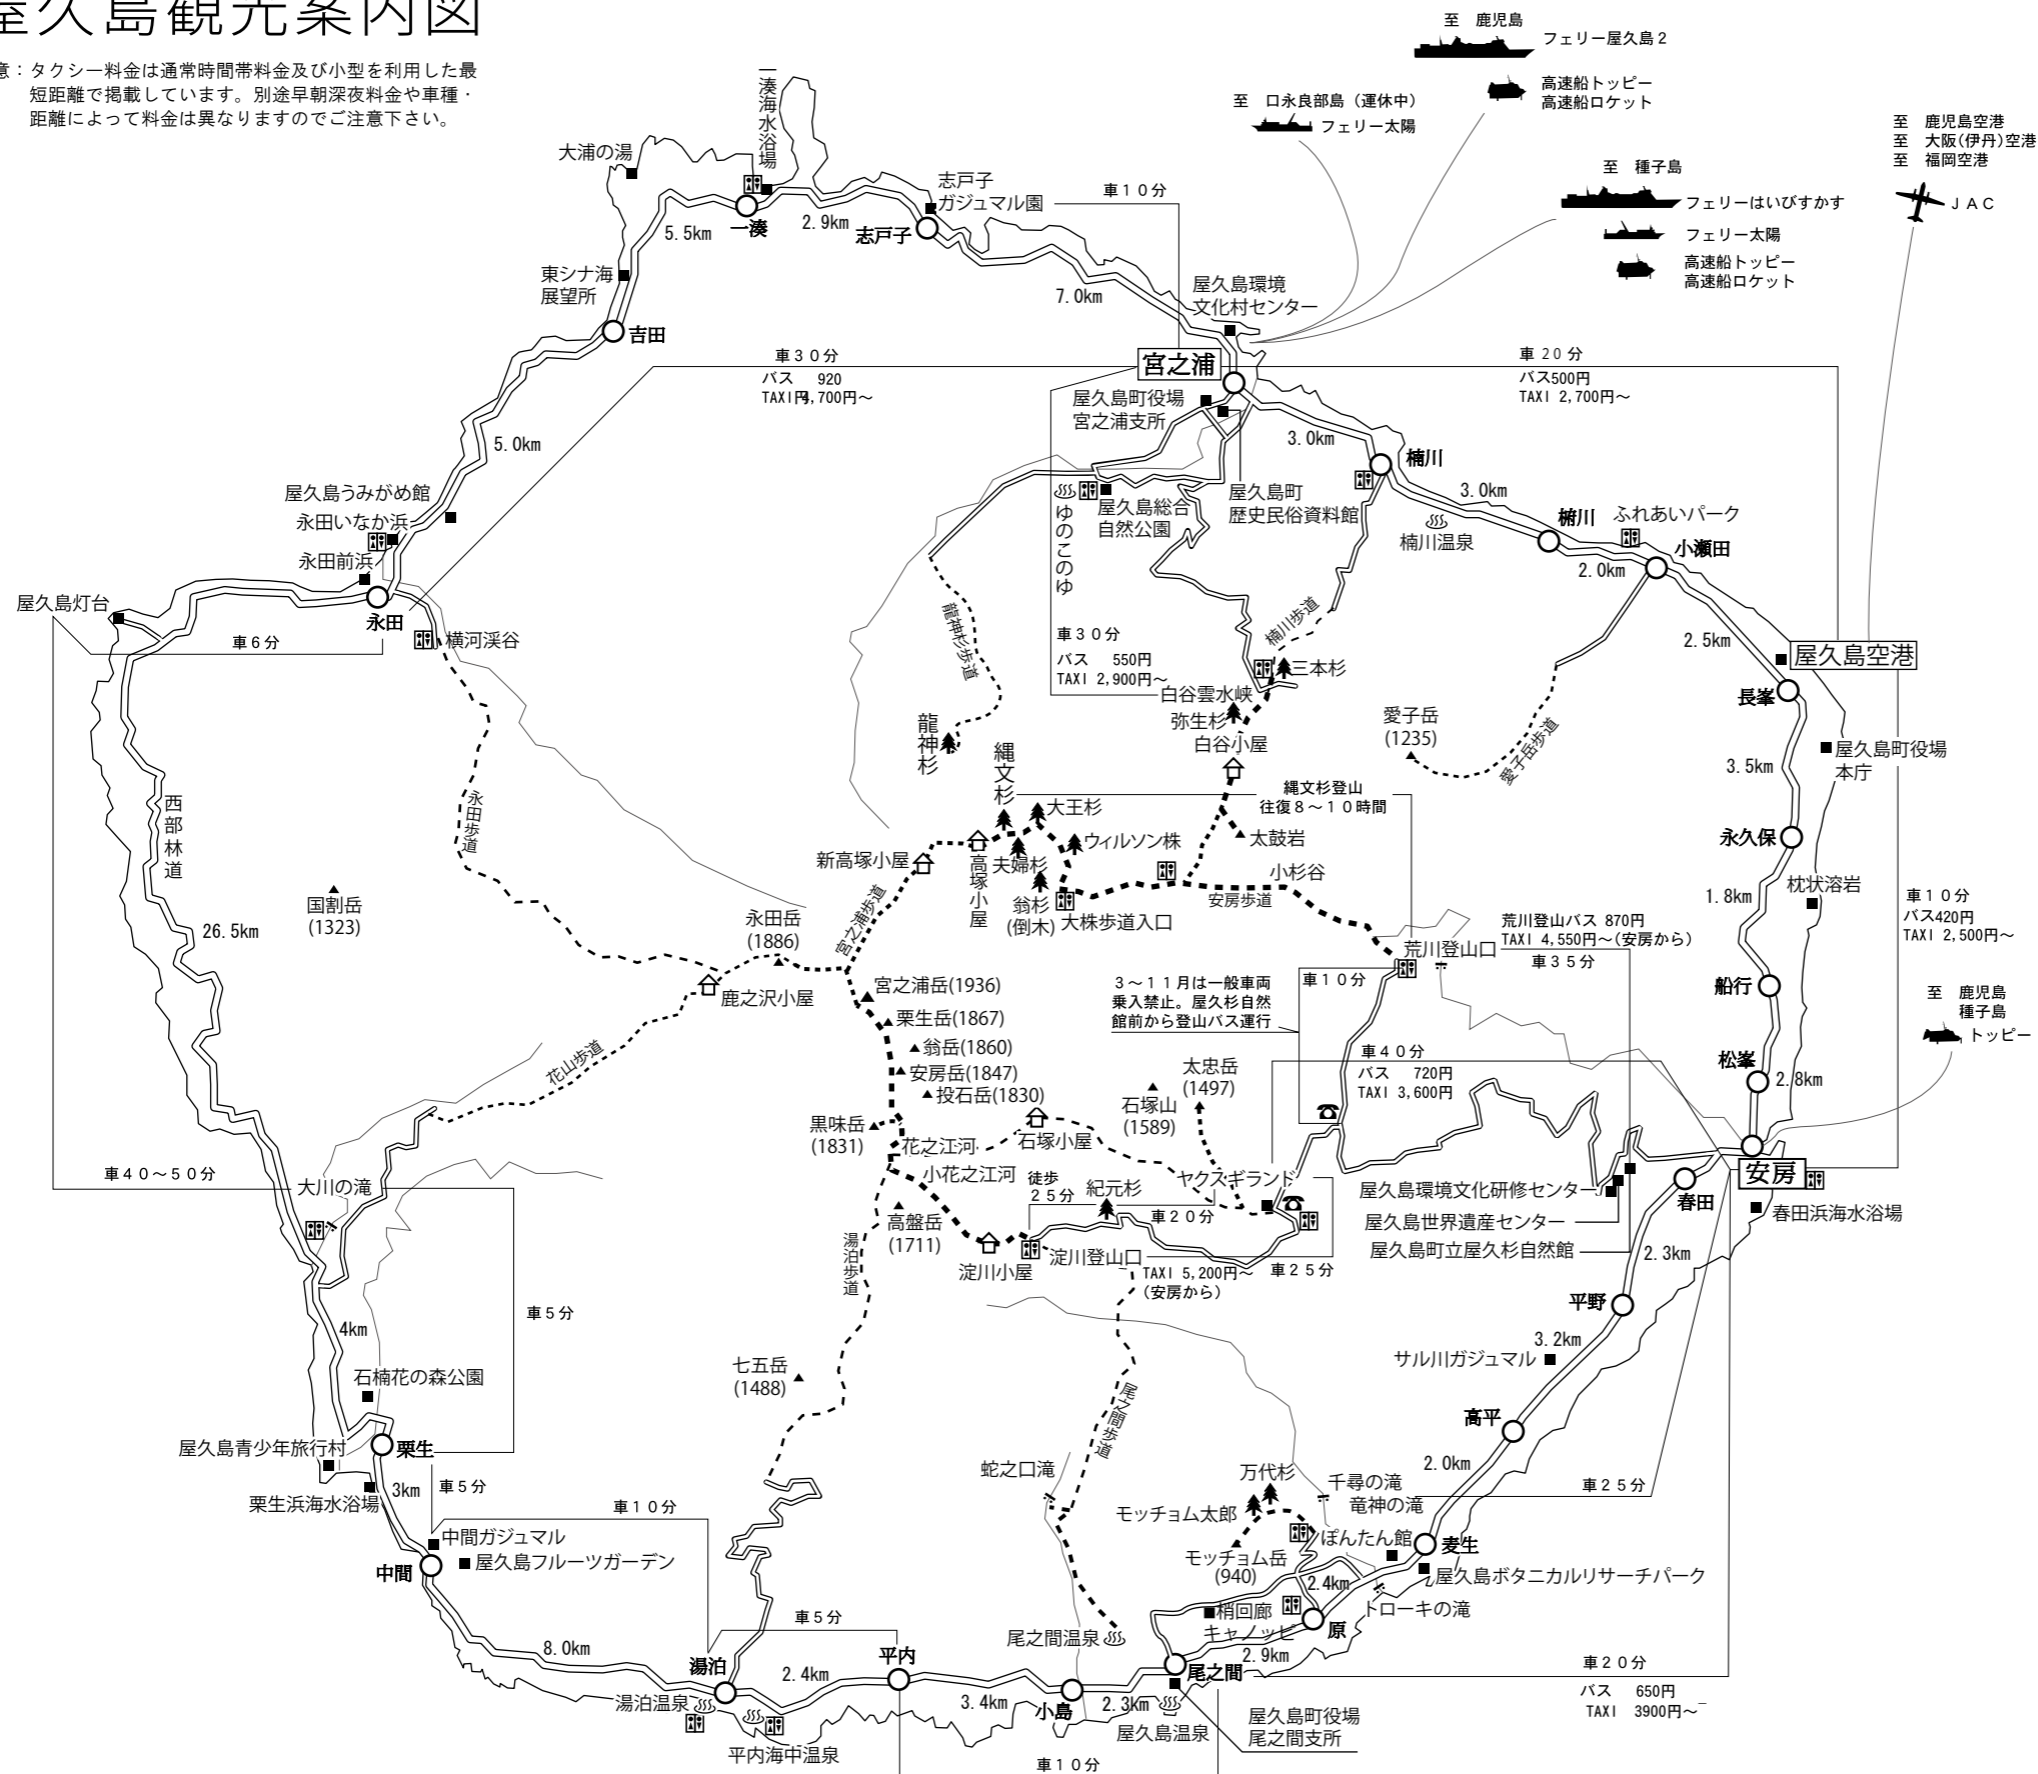 屋久島観光案内図
意：タクシー料金は通常時間帯料金及び小型を利用した最
短距離で掲載しています。別途早朝深夜料金や車種・
距離によって料金は異なりますのでご注意下さい。
至　鹿児島
フェリー屋久島２
高速船トッピー
高速船ロケット
至　口永良部島（運休中）
フェリー太陽
至　種子島
フェリーはいびすかす
フェリー太陽
高速船トッピー
高速船ロケット
至　鹿児島空港
至　大阪(伊丹)空港
至　福岡空港
ＪＡＣ
一湊海水浴場
大浦の湯
志戸子
ガジュマル園
車１０分
5.5km
一湊
2.9km
志戸子
東シナ海
展望所
吉田
7.0km
屋久島環境
文化村センター
車３０分
バス　920
TAXI円4,700円～
宮之浦
車 20 分
バス500円
TAXI 2,700円～
屋久島町役場
宮之浦支所
3.0km
楠川
5.0km
屋久島うみがめ館
永田いなか浜
永田前浜
屋久島灯台
永田
車６分
横河渓谷
ゆのこのゆ
屋久島総合
自然公園
屋久島町
歴史民俗資料館
3.0km
楠川温泉
椨川
ふれあいパーク
小瀬田
2.0km
2.5km
屋久島空港
長峯
龍神杉歩道
楠川歩道
車３０分
バス　550円
TAXI 2,900円～
三本杉
白谷雲水峡
弥生杉
白谷小屋
愛子岳
(1235)
愛子岳歩道
屋久島町役場
本庁
3.5km
龍神杉
縄文杉
縄文杉登山
往復８～１０時間
大王杉
太鼓岩
ウィルソン株
永久保
西部林道
永田歩道
新高塚小屋
高塚小屋
夫婦杉
小杉谷
安房歩道
翁杉
(倒木)
大株歩道入口
1.8km
枕状溶岩
国割岳
(1323)
26.5km
永田岳
(1886)
宮之浦歩道
荒川登山口
荒川登山バス 870円
TAXI 4,550円～(安房から)
車３５分
車１０分
バス420円
TAXI 2,500円～
鹿之沢小屋
宮之浦岳(1936)
栗生岳(1867)
翁岳(1860)
安房岳(1847)
投石岳(1830)
３～１１月は一般車両
乗入禁止。屋久杉自然
館前から登山バス運行
車１０分
船行
至　鹿児島
種子島
トッピー
花山歩道
太忠岳
(1497)
車４０分
バス　720円
TAXI 3,600円
松峯
2.8km
黒味岳
(1831)
花之江河
石塚小屋
石塚山
(1589)
小花之江河
徒歩
２５分
紀元杉
ヤクスギランド
車２０分
屋久島環境文化研修センター
屋久島世界遺産センター
屋久島町立屋久杉自然館
安房
春田
春田浜海水浴場
車４０～５０分
大川の滝
高盤岳
(1711)
湯泊歩道
淀川小屋
淀川登山口
TAXI 5,200円～
（安房から）
車２５分
2.3km
平野
車５分
4km
石楠花の森公園
七五岳
(1488)
尾之間歩道
3.2km
サル川ガジュマル
高平
屋久島青少年旅行村
栗生
栗生浜海水浴場
3km
車５分
車１０分
蛇之口滝
万代杉
モッチョム太郎
千尋の滝
竜神の滝
2.0km
車２５分
中間ガジュマル
屋久島フルーツガーデン
中間
モッチョム岳
(940)
ぽんたん館
麦生
屋久島ボタニカルリサーチパーク
2.4km
トローキの滝
梢回廊
キャノッピ
原
8.0km
車５分
尾之間温泉
湯泊
2.4km
平内
尾之間
2.9km
車２０分
バス　650円
TAXI　3900円～
湯泊温泉
3.4km
小島
2.3km
屋久島温泉
屋久島町役場
尾之間支所
平内海中温泉
車１０分